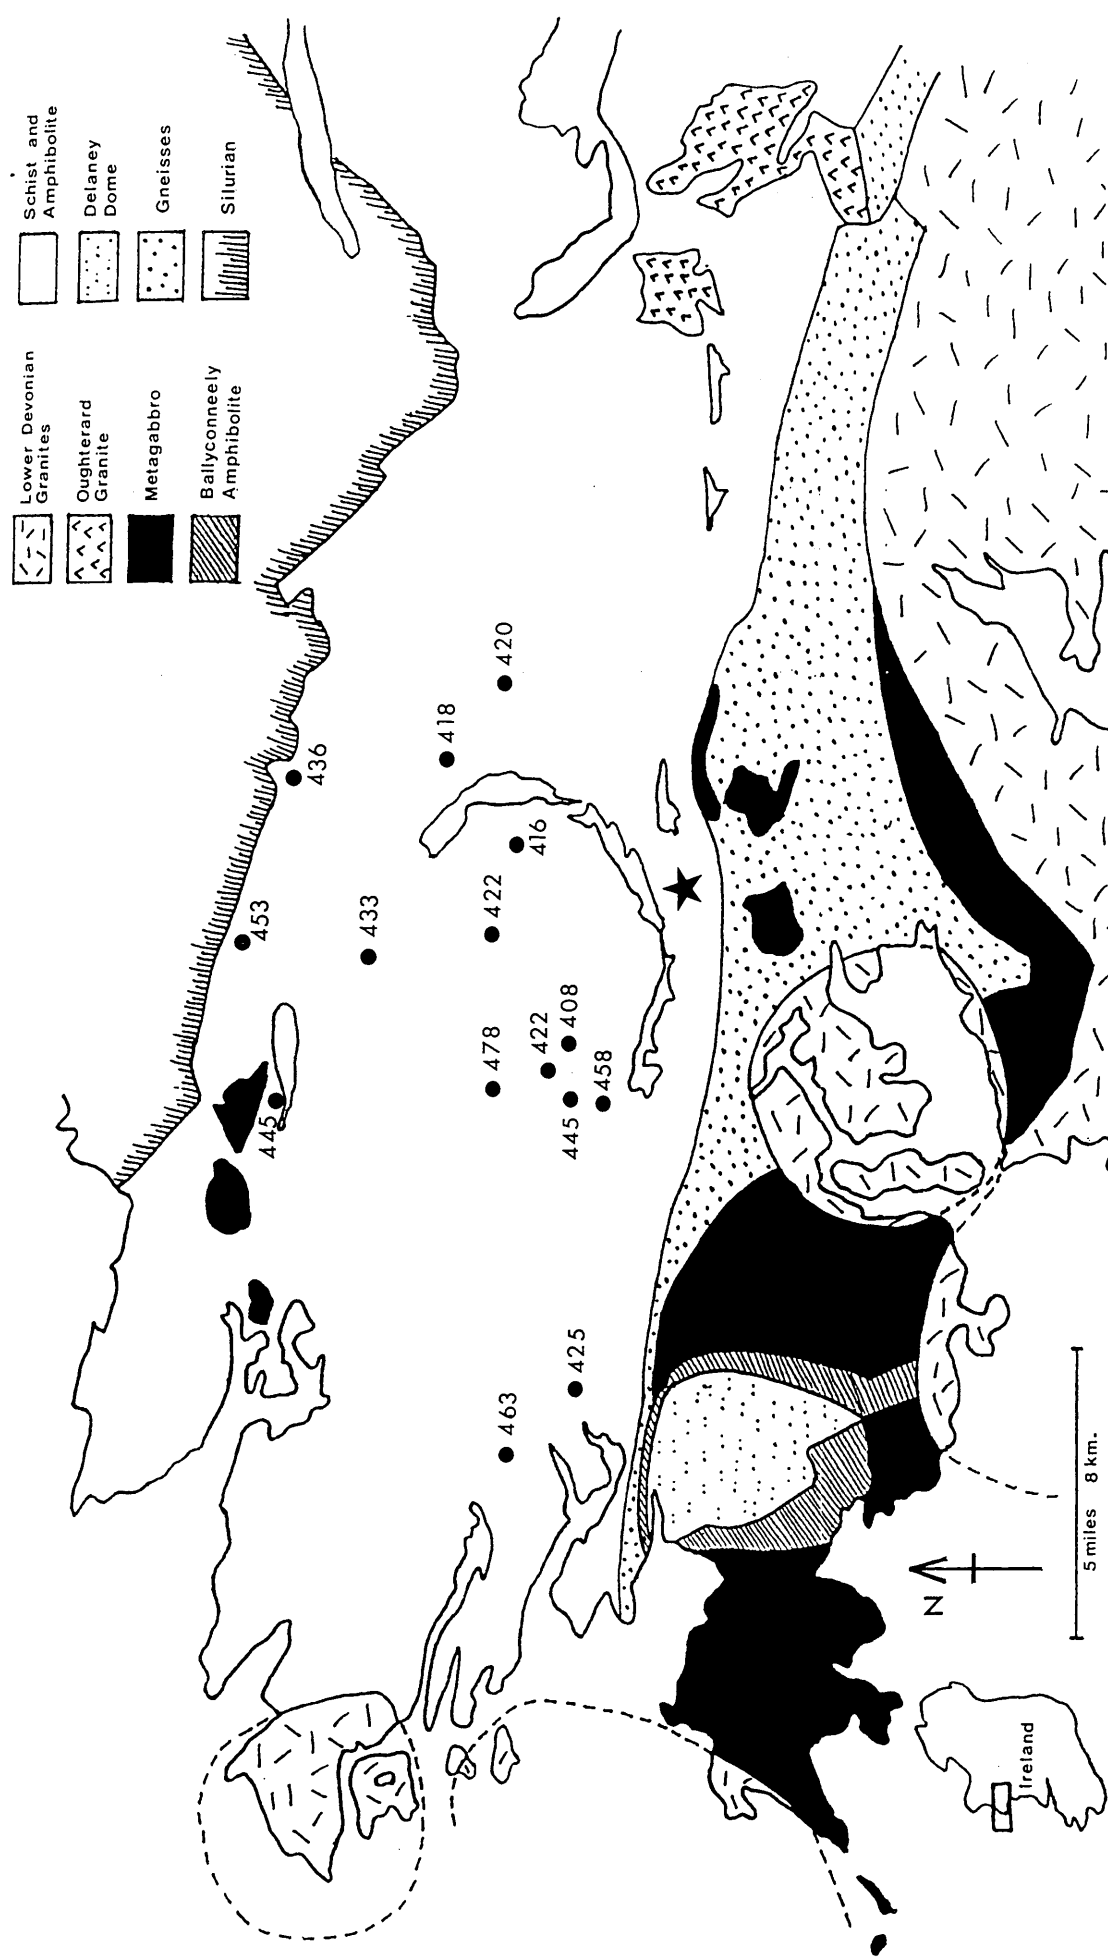 Lower Devonian
Granites
Oughterard
Granite
Metagabbro
Ballyconneely
Amphibolite
Schist and
Amphibolite
Delaney
Dome
Gneisses
Silurian
420
418
436
416
453
433
422
478
422
408
445
458
445
463
425
N
5 miles 8 km.
Ireland